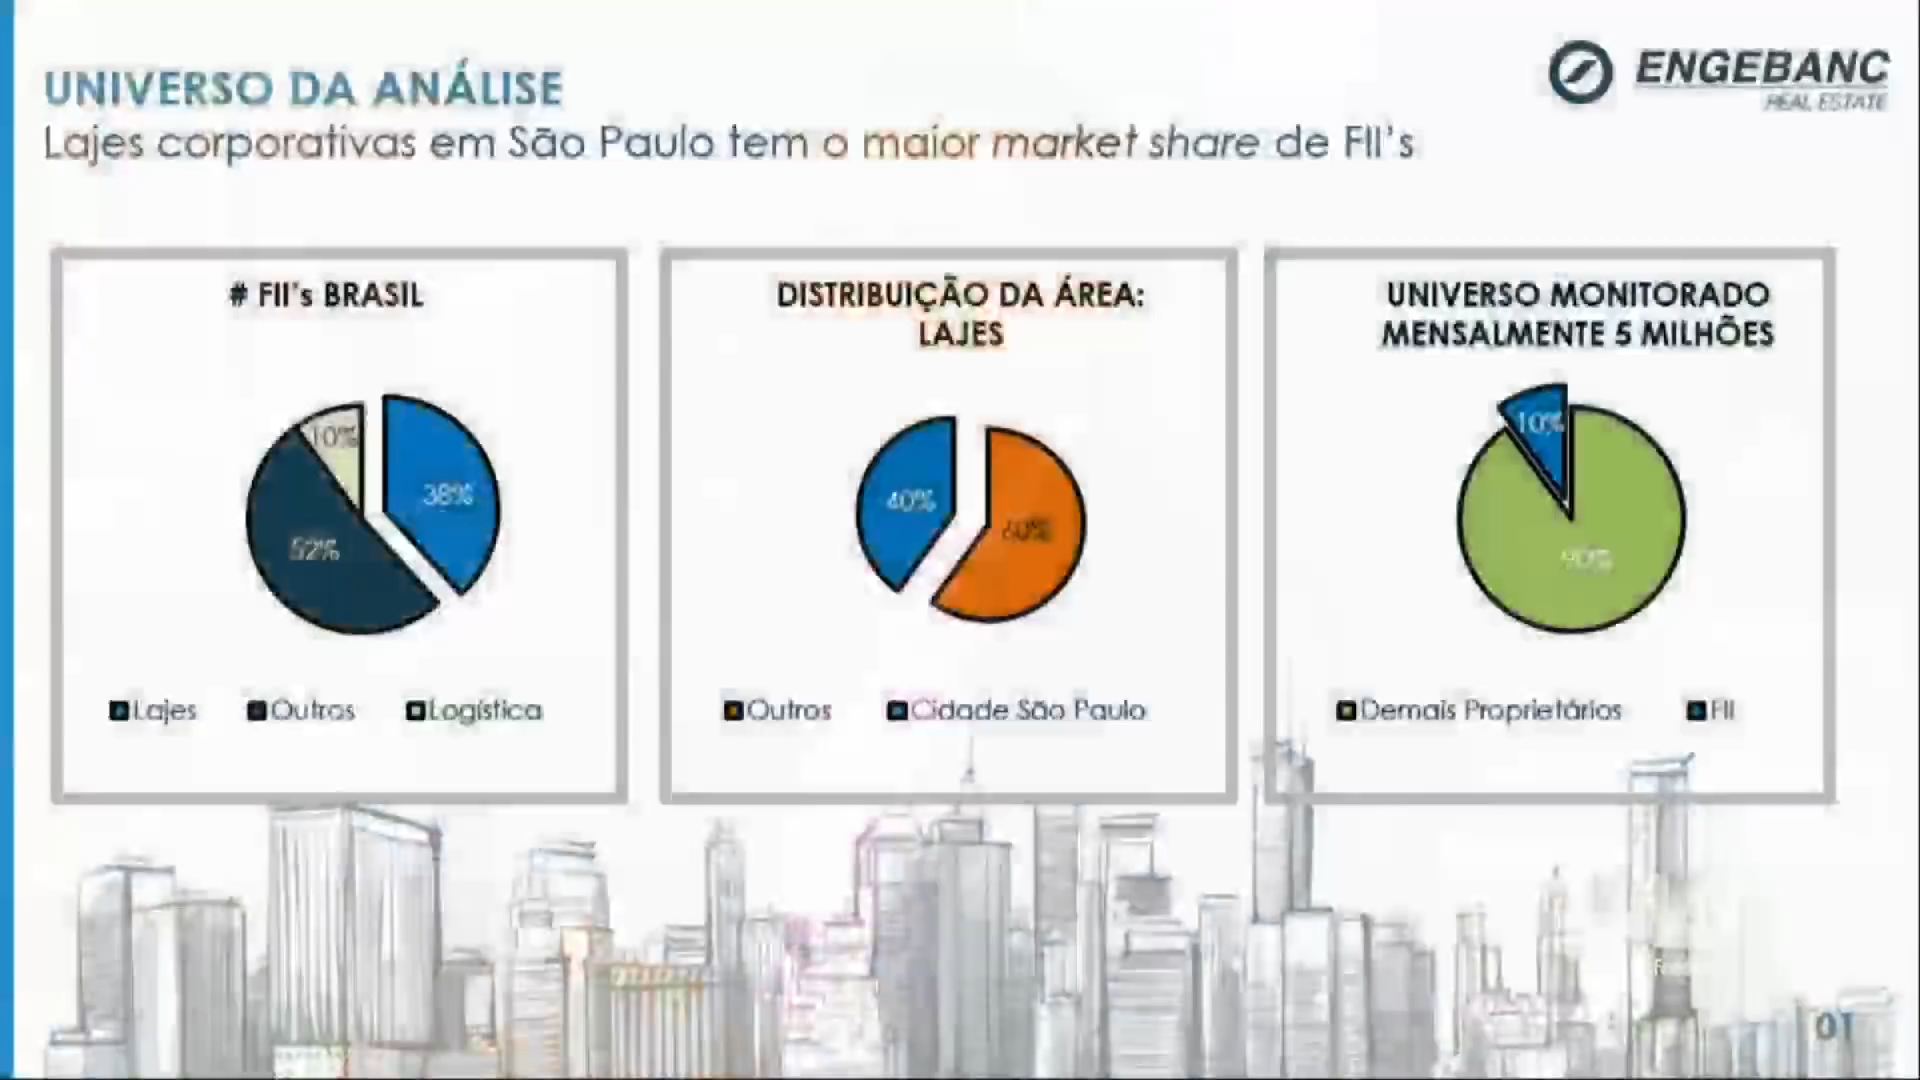 UNIVERSO DA ANÁLISE
Lajes corporativas em São Paulo tem o maior market share de FII's
ENGEBANC
REAL ESTATE
# FII's BRASIL
10%
38%
52%
Lajes Outros Logística
DISTRIBUIÇÃO DA ÁREA:
LAJES
40%
60%
Outros Cidade São Paulo
UNIVERSO MONITORADO
MENSALMENTE 5 MILHÕES
10%
90%
Demais Proprietários FII
01